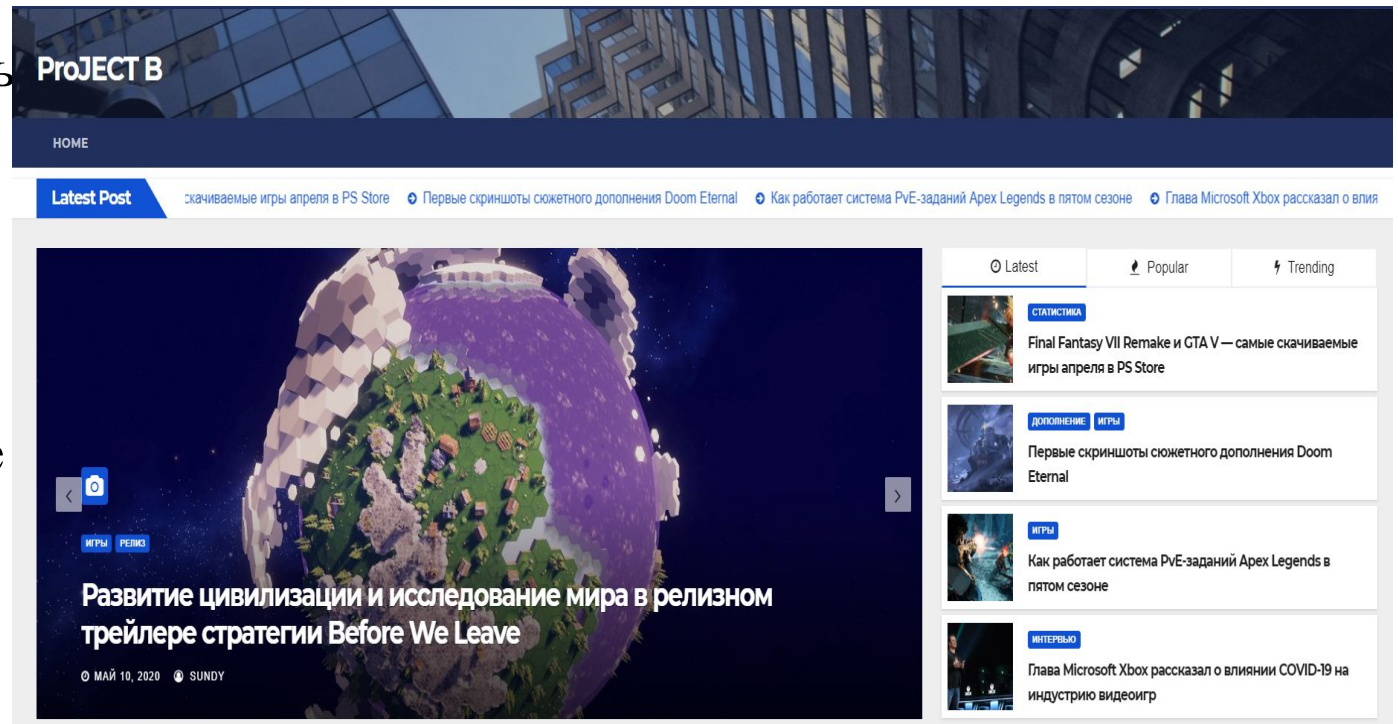 ь
ProJECT B
HOME
Latest Post
скачиваемые игры апреля в PS Store Первые скриншоты сюжетного дополнения Doom Eternal Как работает система PvE-заданий Apex Legends в пятом сезоне Глава Microsoft Xbox рассказал о влия
Latest Popular Trending
СТАТИСТИКА
Final Fantasy VII Remake и GTA V — самые скачиваемые
игры апреля в PS Store
ДОПОЛНЕНИЕ ИГРЫ
Первые скриншоты сюжетного дополнения Doom
Eternal
ИГРЫ
Как работает система PvE-заданий Apex Legends в
пятом сезоне
ИНТЕРВЬЮ
Глава Microsoft Xbox рассказал о влиянии COVID-19 на
индустрию видеоигр
е
ИГРЫ РЕЛИЗ
Развитие цивилизации и исследование мира в релизном
трейлере стратегии Before We Leave
МАЙ 10, 2020 SUNDY